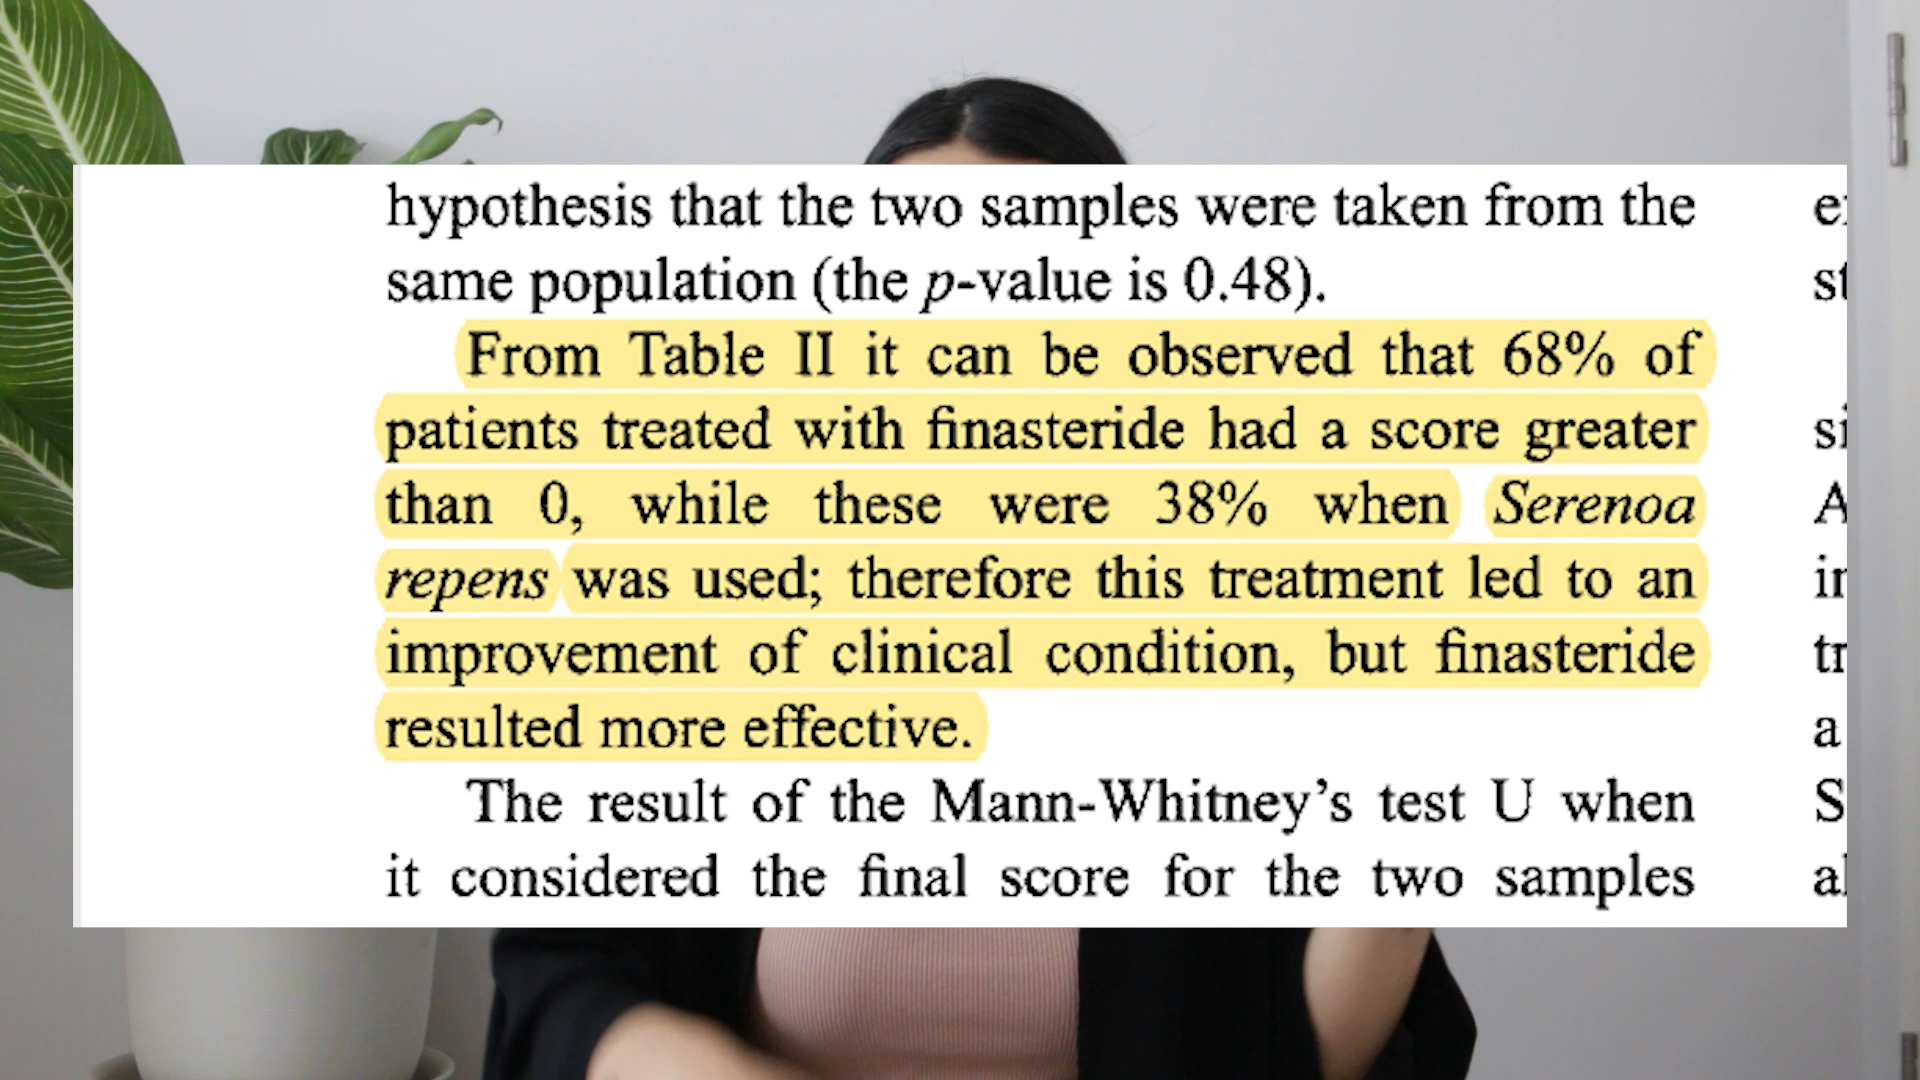 hypothesis that the two samples were taken from the
same population (the p-value is 0.48).
From Table II it can be observed that 68% of
patients treated with finasteride had a score greater
than 0, while these were 38% when Serenoa
repens was used; therefore this treatment led to an
improvement of clinical condition, but finasteride
resulted more effective.
The result of the Mann-Whitney's test U when
it considered the final score for the two samples